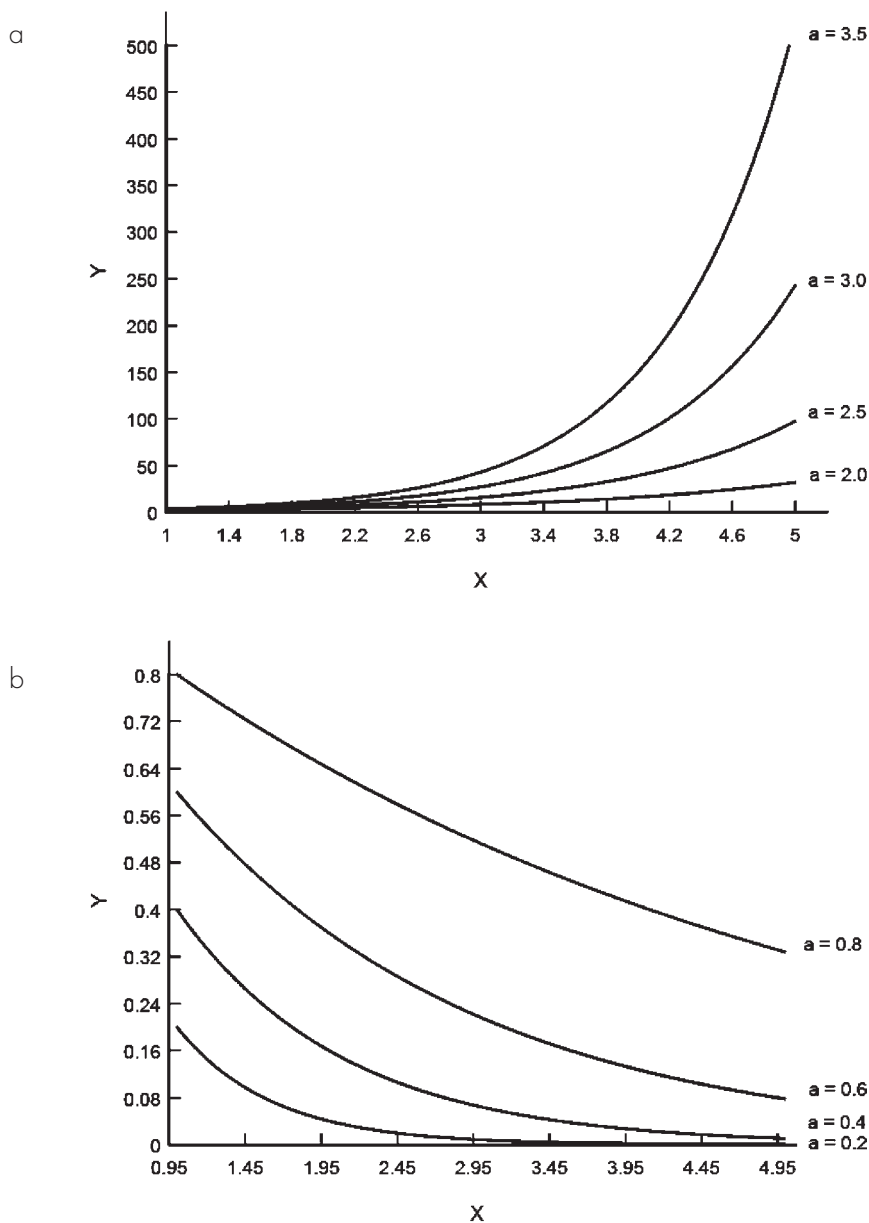 a
a = 3.5
500
450
400
350
300
a = 3.0
250
Y
200
150
a = 2.5
100
50
a = 2.0
0
1 1.4 1.8 2.2 2.6 3 3.4 3.8 4.2 4.6 5
X
b
0.8
0.72
0.64
0.56
0.48
0.4
Y
a = 0.8
0.32
0.24
0.16
0.08
a = 0.6
a = 0.4
a = 0.2
0
0.95 1.45 1.95 2.45 2.95 3.45 3.95 4.45 4.95
X